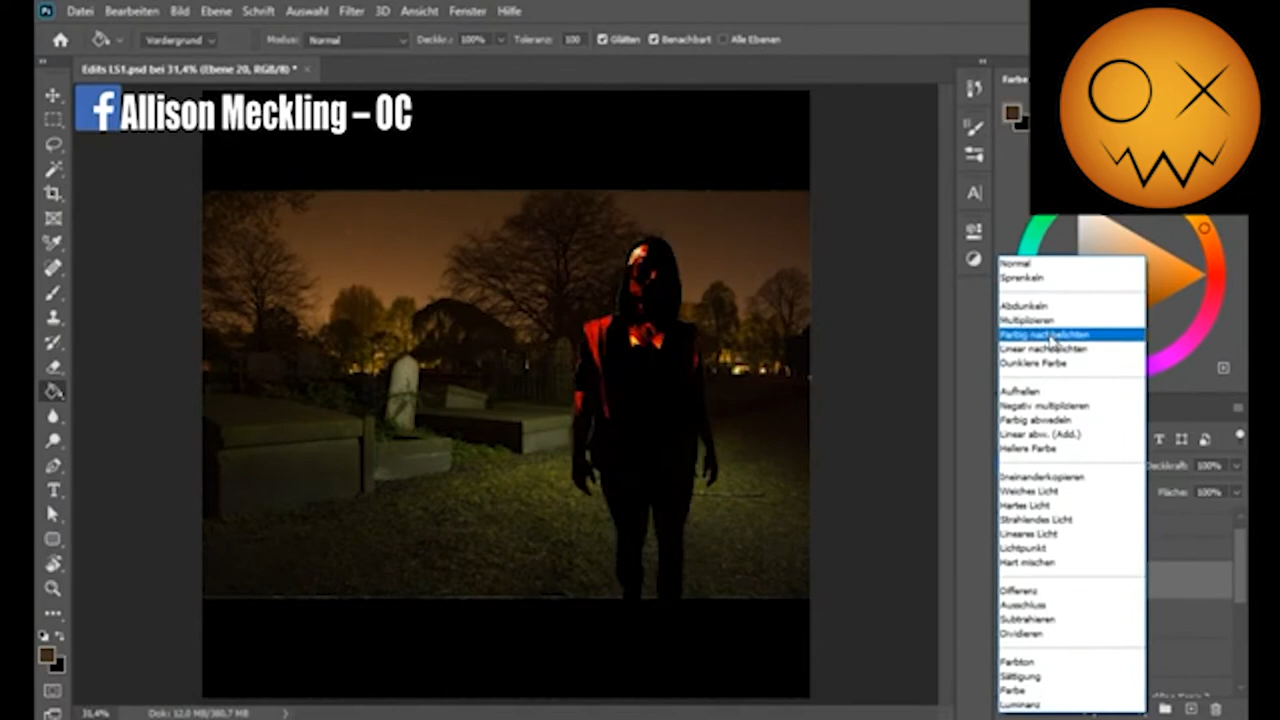 Datei Bearbeiten Bild Ebene Schrift Auswahl Filter 3D Ansicht Fenster Hilfe
Vordergrund Modus: Normal Deckkr.: 100% Toleranz: 100 Glätten Benachbart Alle Ebenen
Edits LS1.psd bei 31,4% (Ebene 20, RGB/8) *
Farbe
Allison Meckling – OC
Normal
Sprenkeln
Abdunkeln
Multiplizieren
Farbig nachbelichten
Linear nachbelichten
Dunklere Farbe
Aufhellen
Negativ multiplizieren
Farbig abwedeln
Linear abw. (Add.)
Hellere Farbe
Deckkraft: 100%
Ineinanderkopieren
Weiches Licht
Fläche: 100%
Hartes Licht
Strahlendes Licht
Lineares Licht
Lichtpunkt
Hart mischen
Differenz
Ausschluss
Subtrahieren
Dividieren
Farbton
Sättigung
Farbe
Luminanz
31,4% Dok: 12,0 MB/380,7 MB